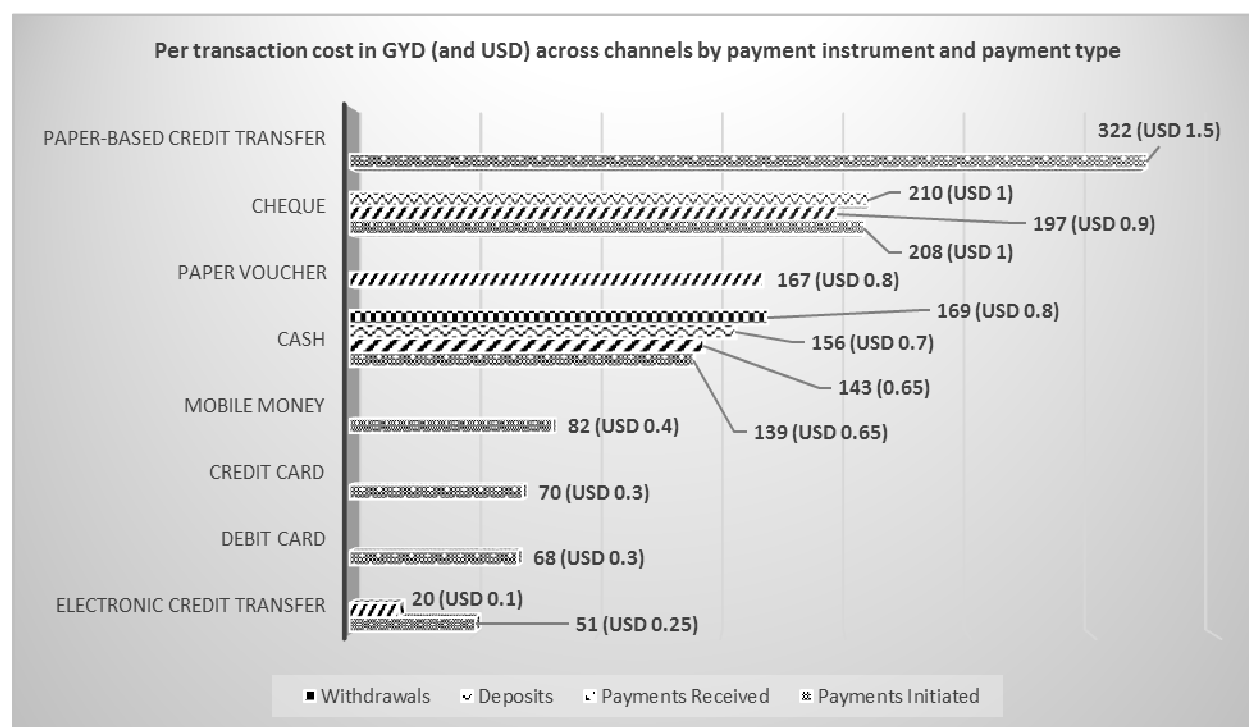 Per transaction cost in GYD (and USD) across channels by payment instrument and payment type
PAPER-BASED CREDIT TRANSFER
322 (USD 1.5)
CHEQUE
210 (USD 1)
197 (USD 0.9)
208 (USD 1)
PAPER VOUCHER
167 (USD 0.8)
CASH
169 (USD 0.8)
156 (USD 0.7)
143 (0.65)
139 (USD 0.65)
MOBILE MONEY
82 (USD 0.4)
CREDIT CARD
70 (USD 0.3)
DEBIT CARD
68 (USD 0.3)
ELECTRONIC CREDIT TRANSFER
20 (USD 0.1)
51 (USD 0.25)
Withdrawals Deposits Payments Received Payments Initiated